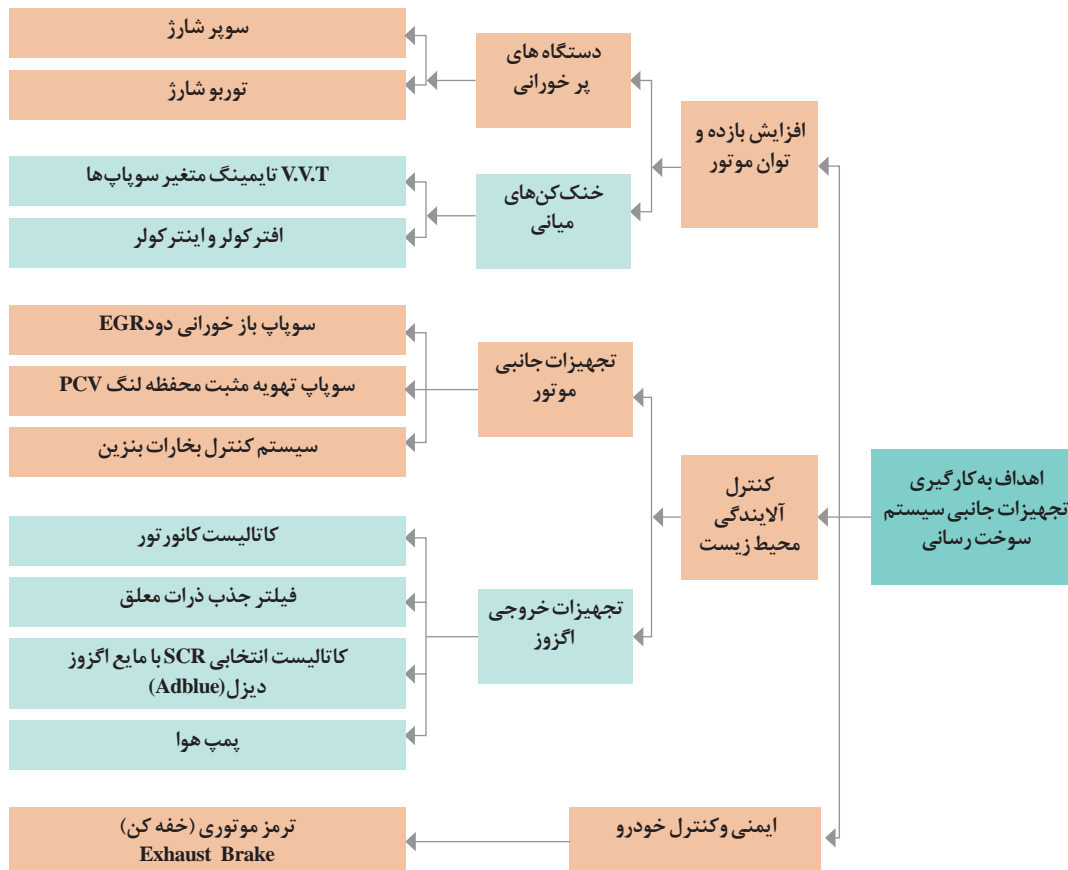 اهداف به‌کارگیری
تجهیزات جانبی سیستم
سوخت رسانی
افزایش بازده و
توان موتور
دستگاه های
پر خورانی
سوپر شارژ
توربو شارژ
خنک‌کن‌های
میانی
V.V.T تایمینگ متغیر سوپاپ‌ها
افتر کولر و اینتر کولر
کنترل
آلایندگی
محیط زیست
تجهیزات جانبی
موتور
سوپاپ باز خورانی دود EGR
سوپاپ تهویه مثبت محفظه لنگ PCV
سیستم کنترل بخارات بنزین
تجهیزات خروجی
اگزوز
کاتالیست کانورتور
فیلتر جذب ذرات معلق
کاتالیست انتخابی SCR با مایع اگزوز
دیزل (Adblue)
پمپ هوا
ایمنی و کنترل خودرو
ترمز موتوری (خفه کن)
Exhaust Brake